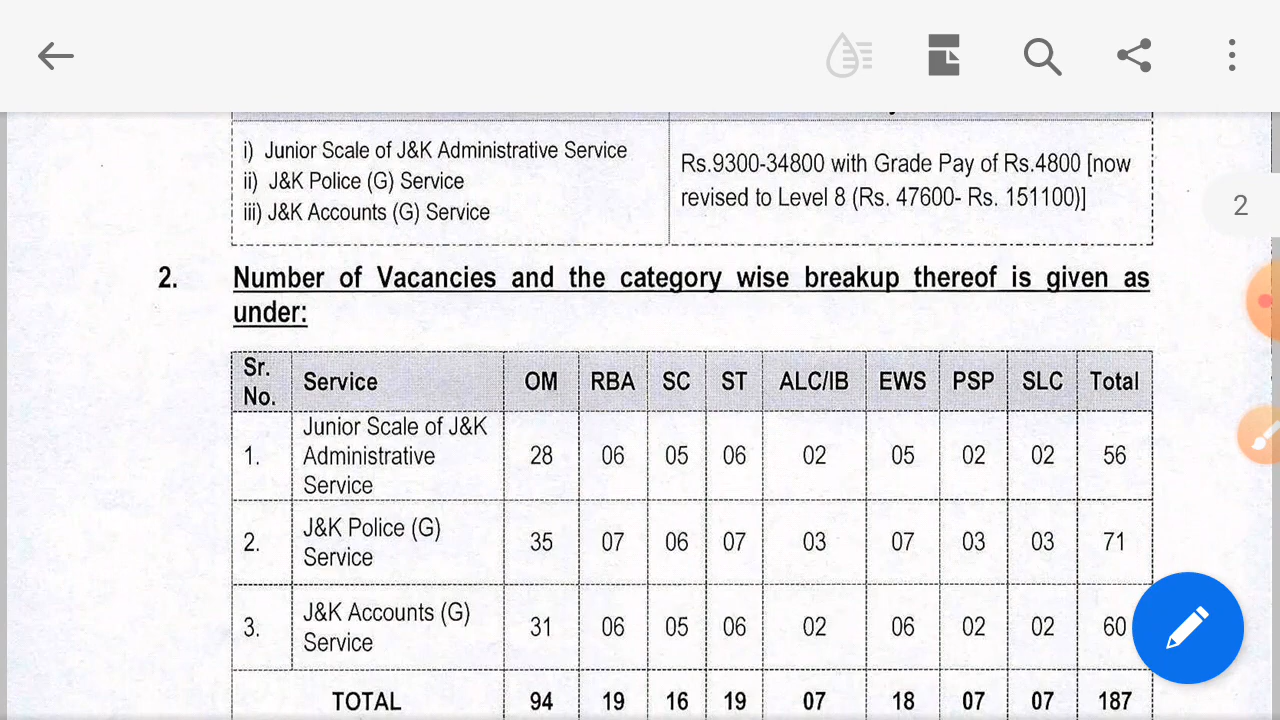 i) Junior Scale of J&K Administrative Service
ii) J&K Police (G) Service
iii) J&K Accounts (G) Service
Rs.9300-34800 with Grade Pay of Rs.4800 [now
revised to Level 8 (Rs. 47600- Rs. 151100)]
2
2. Number of Vacancies and the category wise breakup thereof is given as
under:
Sr. No. Service OM RBA SC ST ALC/IB EWS PSP SLC Total
1. Junior Scale of J&K Administrative Service 28 06 05 06 02 05 02 02 56
2. J&K Police (G) Service 35 07 06 07 03 07 03 03 71
3. J&K Accounts (G) Service 31 06 05 06 02 06 02 02 60
TOTAL 94 19 16 19 07 18 07 07 187